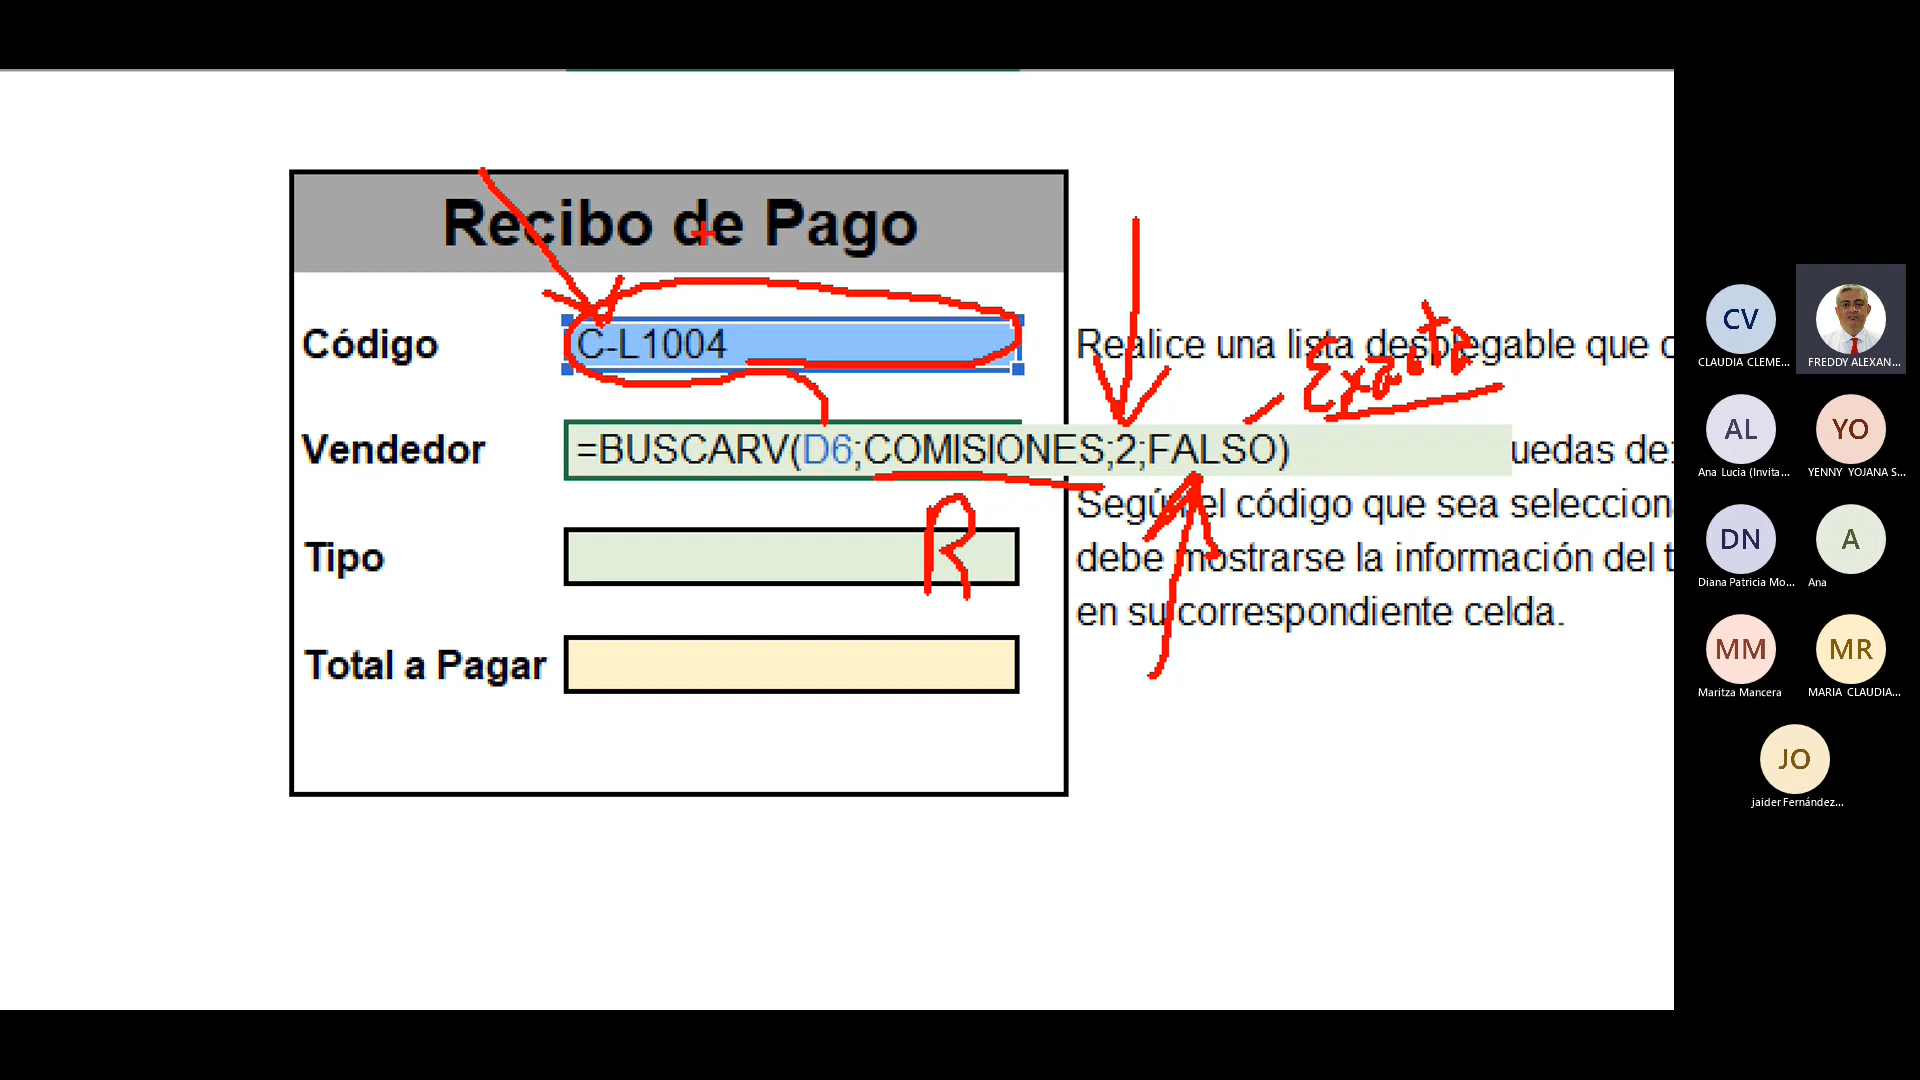 Recibo de Pago
Código
C-L1004
Realice una lista desplegable que c
Exacta
Vendedor
=BUSCARV(D6;COMISIONES;2;FALSO)
uedas de
Según el código que sea seleccion
R
Tipo
debe mostrarse la información del t
en su correspondiente celda.
Total a Pagar
CV
CLAUDIA CLEME...
FREDDY ALEXAN...
AL
Ana Lucia (Invita...
YO
YENNY YOJANA S...
DN
Diana Patricia Mo...
A
Ana
MM
Maritza Mancera
MR
MARIA CLAUDIA...
JO
jaider Fernández...